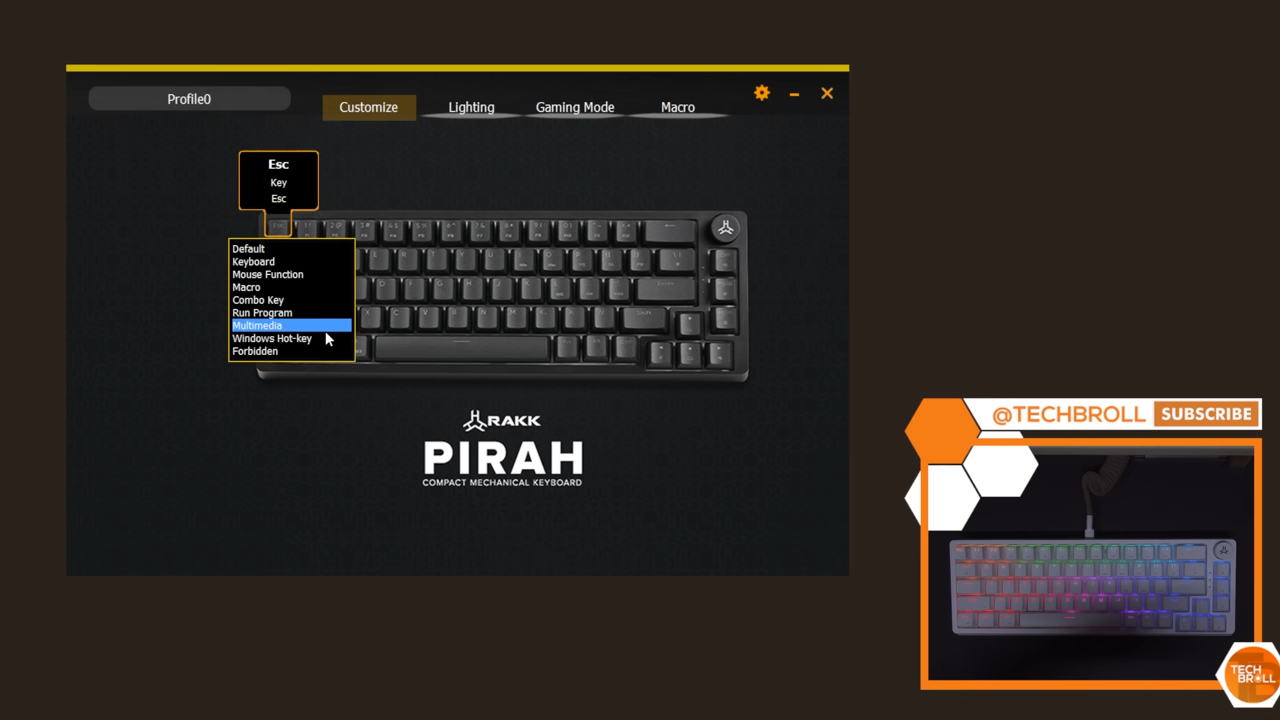 Profile0
Customize
Lighting
Gaming Mode
Macro
Esc
Key
Esc
Default
Keyboard
Mouse Function
Macro
Combo Key
Run Program
Multimedia
Windows Hot-key
Forbidden
RAKK
PIRAH
COMPACT MECHANICAL KEYBOARD
@TECHBROLL SUBSCRIBE
TECH
BROLL